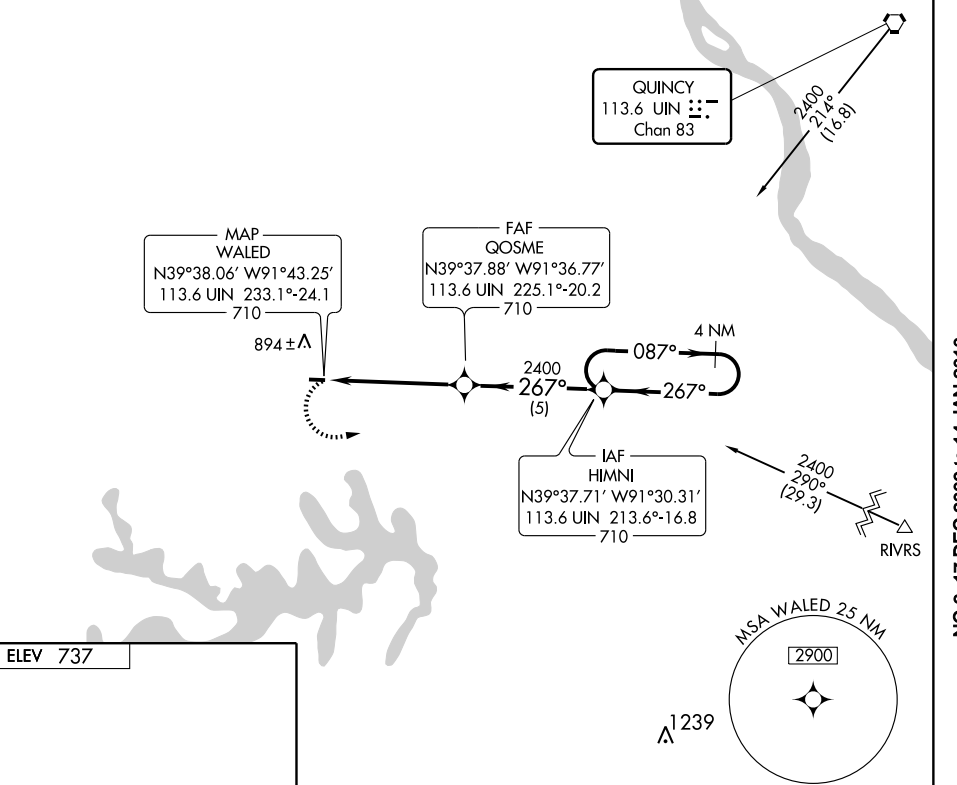 QUINCY
113.6 UIN
Chan 83
2400
214°
(16.8)
MAP
WALED
N39°38.06' W91°43.25'
113.6 UIN 233.1°-24.1
710
FAF
QOSME
N39°37.88' W91°36.77'
113.6 UIN 225.1°-20.2
710
894±
4 NM
087°
2400
267°
(5)
267°
IAF
HIMNI
N39°37.71' W91°30.31'
113.6 UIN 213.6°-16.8
710
2400
290°
(29.3)
RIVRS
MSA WALED 25 NM
2900
1239
ELEV 737